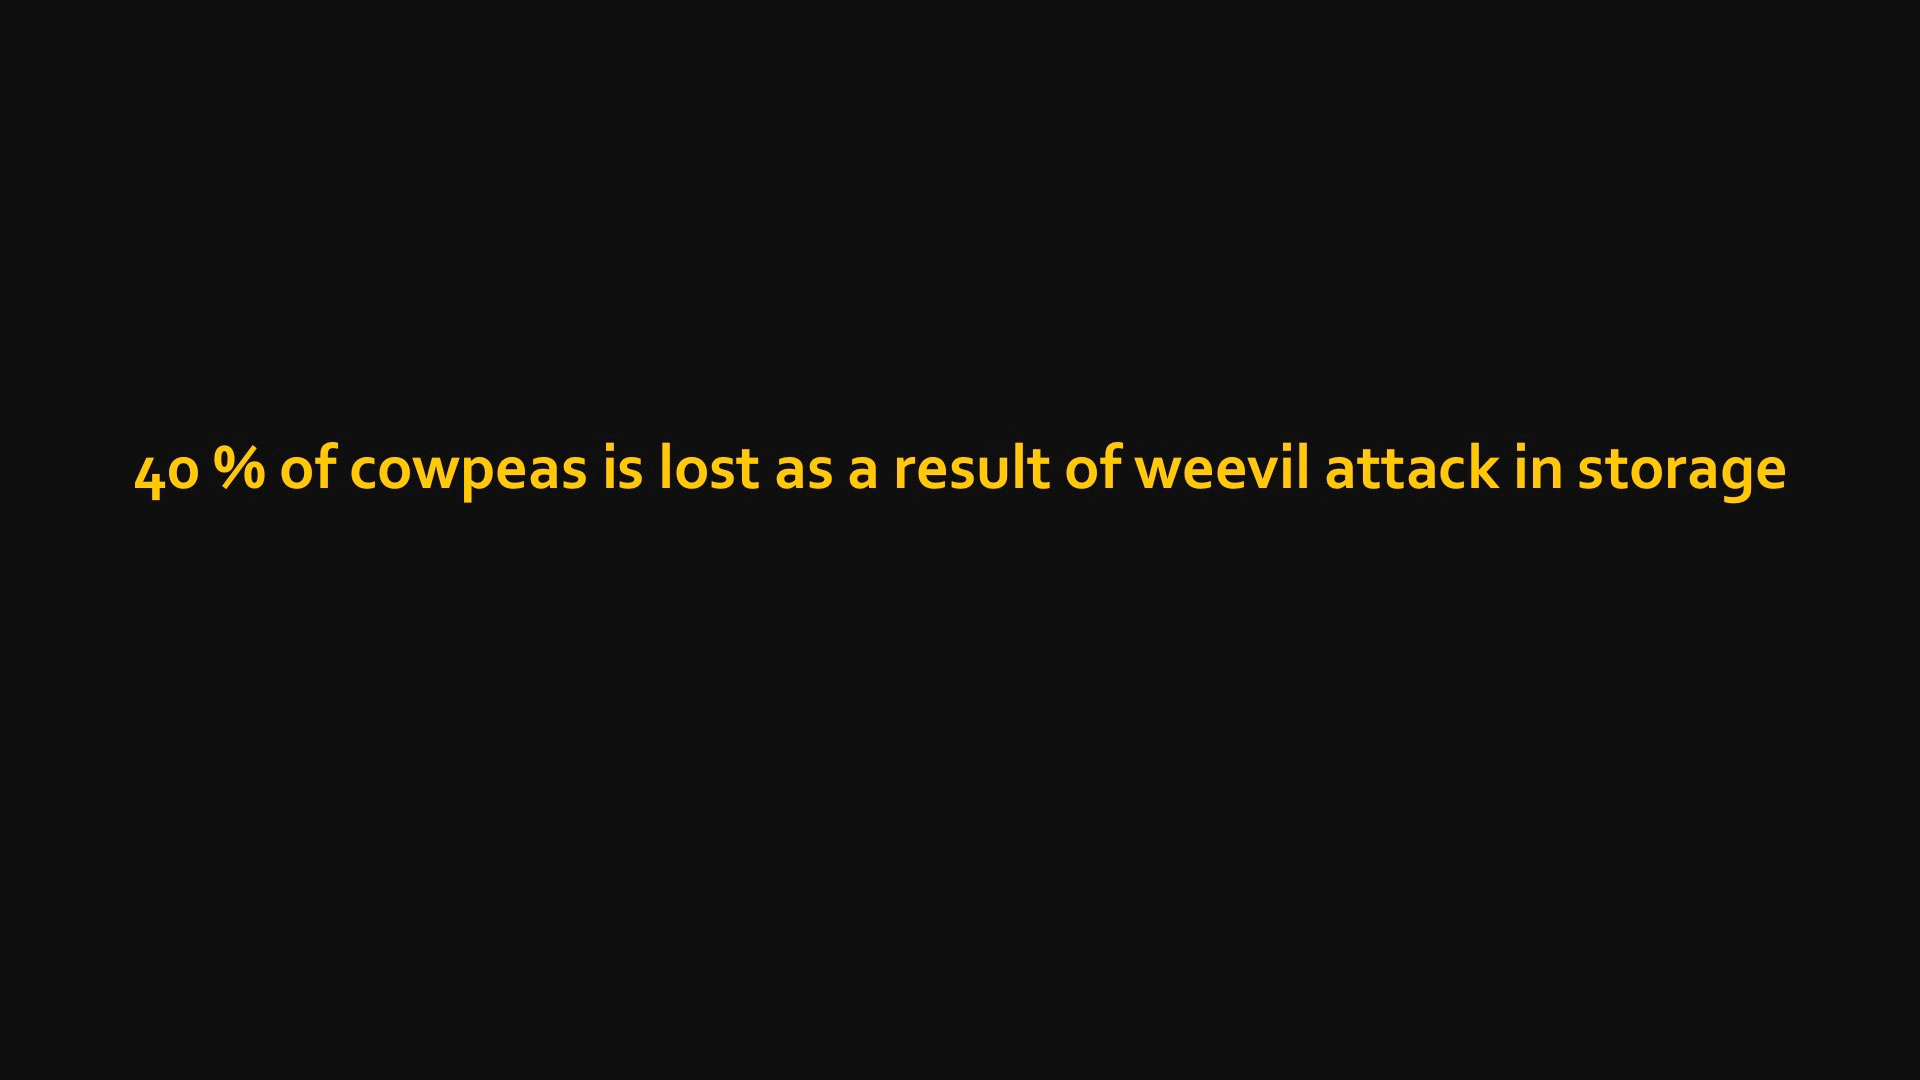 40 % of cowpeas is lost as a result of weevil attack in storage